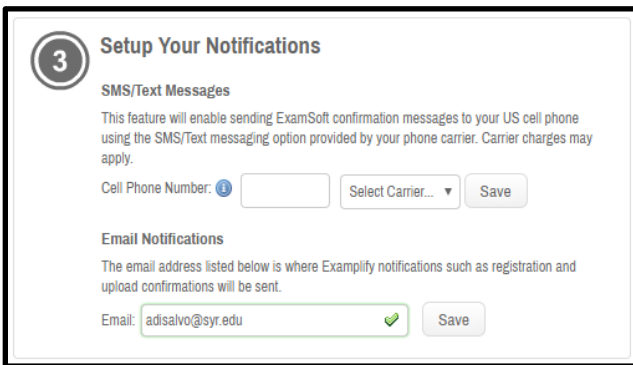 3
Setup Your Notifications
SMS/Text Messages
This feature will enable sending ExamSoft confirmation messages to your US cell phone
using the SMS/Text messaging option provided by your phone carrier. Carrier charges may
apply.
Cell Phone Number: i Select Carrier... ▼ Save
Email Notifications
The email address listed below is where Examplify notifications such as registration and
upload confirmations will be sent.
Email: adisalvo@syr.edu Save